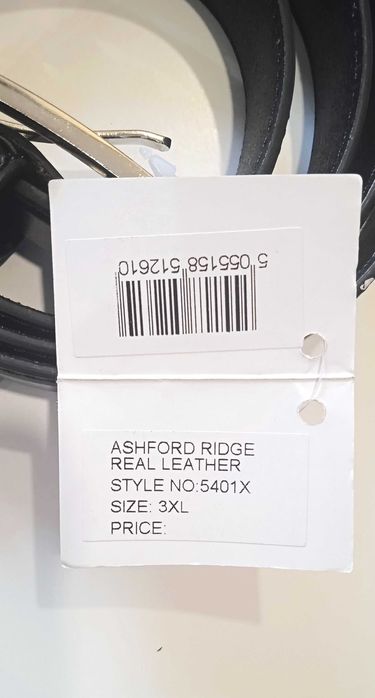 5 055158 512610
ASHFORD RIDGE
REAL LEATHER
STYLE NO:5401X
SIZE: 3XL
PRICE: